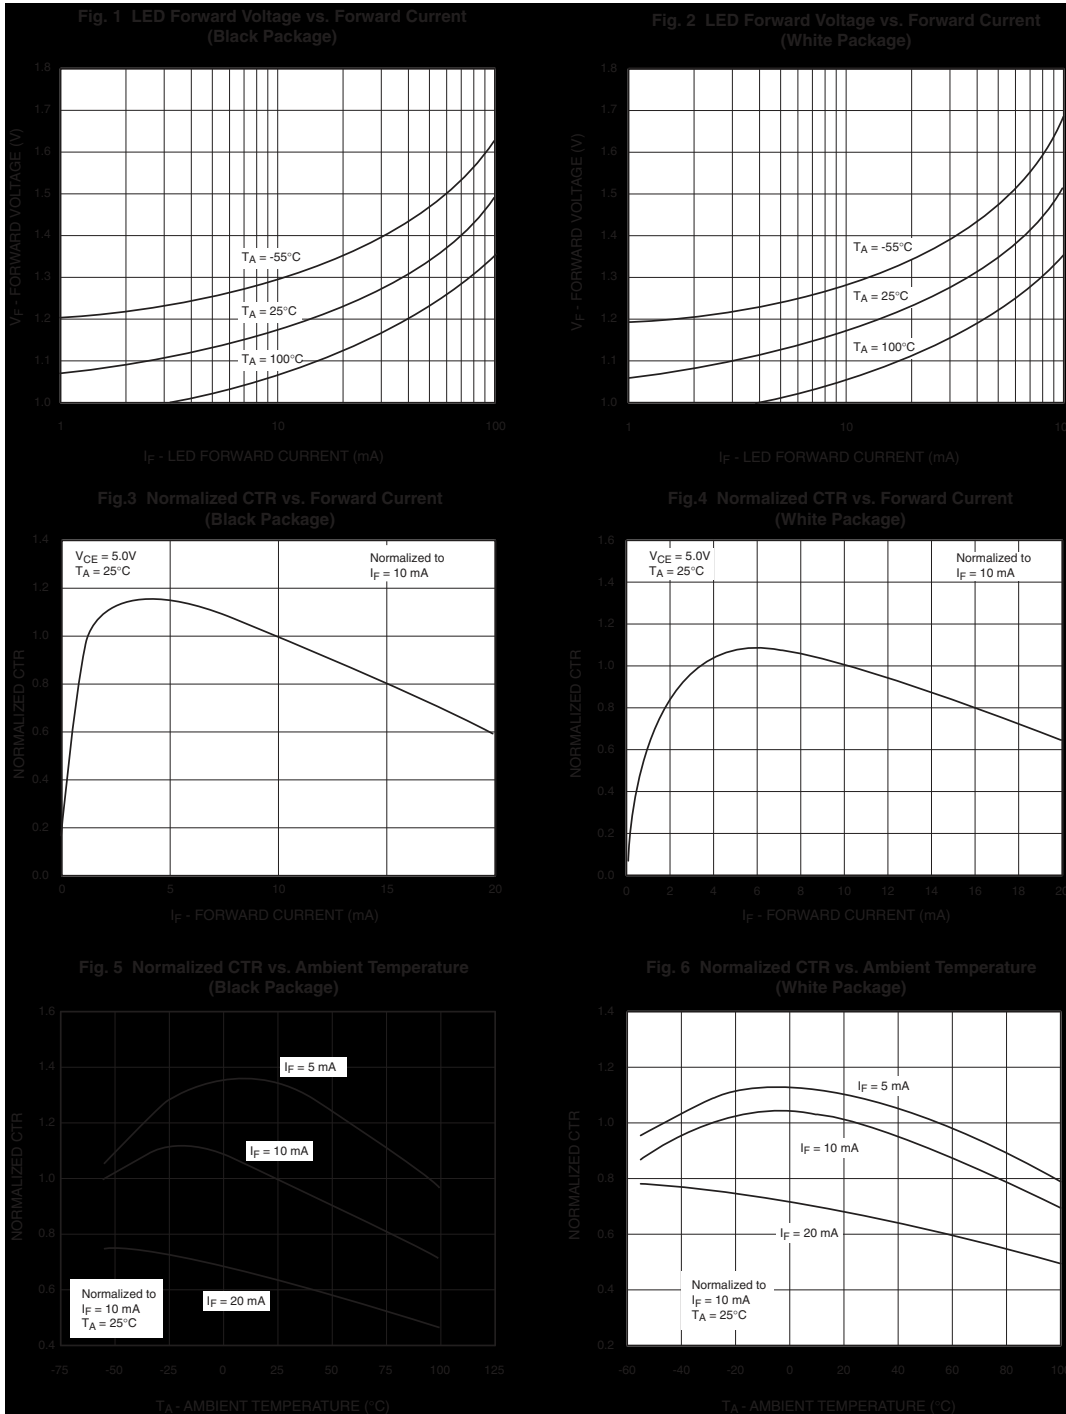 Fig. 1 LED Forward Voltage vs. Forward Current
(Black Package)
1.8
1.7
1.6
1.5
1.4
1.3
1.2
1.1
1.0
VF - FORWARD VOLTAGE (V)
TA = -55°C
TA = 25°C
TA = 100°C
1
10
100
IF - LED FORWARD CURRENT (mA)
Fig. 2 LED Forward Voltage vs. Forward Current
(White Package)
1.8
1.7
1.6
1.5
1.4
1.3
1.2
1.1
1.0
VF - FORWARD VOLTAGE (V)
TA = -55°C
TA = 25°C
TA = 100°C
1
10
100
IF - LED FORWARD CURRENT (mA)
Fig.3 Normalized CTR vs. Forward Current
(Black Package)
1.4
1.2
1.0
0.8
0.6
0.4
0.2
0.0
NORMALIZED CTR
VCE = 5.0V
TA = 25°C
Normalized to
IF = 10 mA
0
5
10
15
20
IF - FORWARD CURRENT (mA)
Fig.4 Normalized CTR vs. Forward Current
(White Package)
1.6
1.4
1.2
1.0
0.8
0.6
0.4
0.2
0.0
NORMALIZED CTR
VCE = 5.0V
TA = 25°C
Normalized to
IF = 10 mA
0
2
4
6
8
10
12
14
16
18
20
IF - FORWARD CURRENT (mA)
Fig. 5 Normalized CTR vs. Ambient Temperature
(Black Package)
1.6
1.4
1.2
1.0
0.8
0.6
0.4
NORMALIZED CTR
IF = 5 mA
IF = 10 mA
IF = 20 mA
Normalized to
IF = 10 mA
TA = 25°C
-75
-50
-25
0
25
50
75
100
125
TA - AMBIENT TEMPERATURE (°C)
Fig. 6 Normalized CTR vs. Ambient Temperature
(White Package)
1.4
1.2
1.0
0.8
0.6
0.4
0.2
NORMALIZED CTR
IF = 5 mA
IF = 10 mA
IF = 20 mA
Normalized to
IF = 10 mA
TA = 25°C
-60
-40
-20
0
20
40
60
80
100
TA - AMBIENT TEMPERATURE (°C)